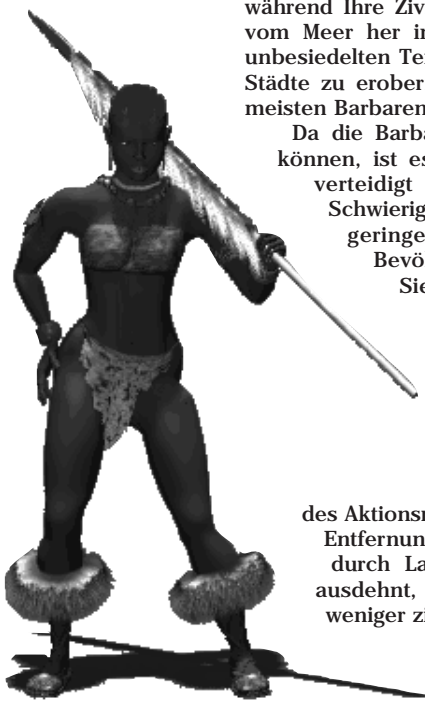 während Ihre Ziv
vom Meer her in
unbesiedelten Te
Städte zu erober
meisten Barbaren
Da die Barba
können, ist es
verteidigt
Schwierig
geringe
Bevö
Sie
des Aktionsr
Entfernun
durch La
ausdehnt,
weniger zi